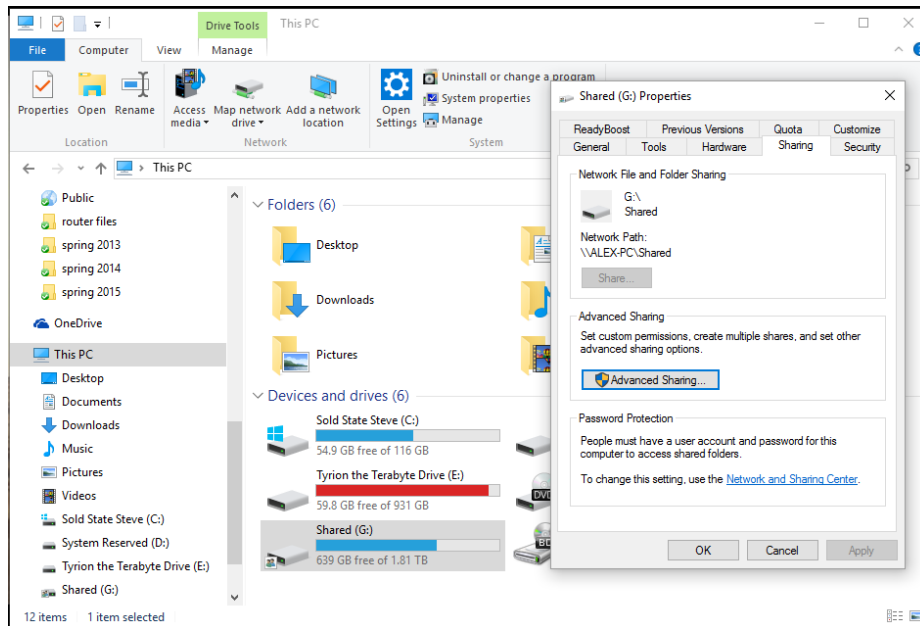 Drive Tools
This PC
File
Computer
View
Manage
Properties
Open
Rename
Access
media
Map network
drive
Add a network
location
Open
Settings
Uninstall or change a program
System properties
Manage
Location
Network
System
This PC
Public
router files
spring 2013
spring 2014
spring 2015
OneDrive
This PC
Desktop
Documents
Downloads
Music
Pictures
Videos
Sold State Steve (C:)
System Reserved (D:)
Tyrion the Terabyte Drive (E:)
Shared (G:)
Folders (6)
Desktop
Downloads
Pictures
Devices and drives (6)
Sold State Steve (C:)
54.9 GB free of 116 GB
Tyrion the Terabyte Drive (E:)
59.8 GB free of 931 GB
Shared (G:)
639 GB free of 1.81 TB
DVD
BD
12 items 1 item selected
Shared (G:) Properties
ReadyBoost Previous Versions Quota Customize
General Tools Hardware Sharing Security
Network File and Folder Sharing
G:\
Shared
Network Path:
\\ALEX-PC\Shared
Share...
Advanced Sharing
Set custom permissions, create multiple shares, and set other
advanced sharing options.
Advanced Sharing...
Password Protection
People must have a user account and password for this
computer to access shared folders.
To change this setting, use the Network and Sharing Center.
OK Cancel Apply